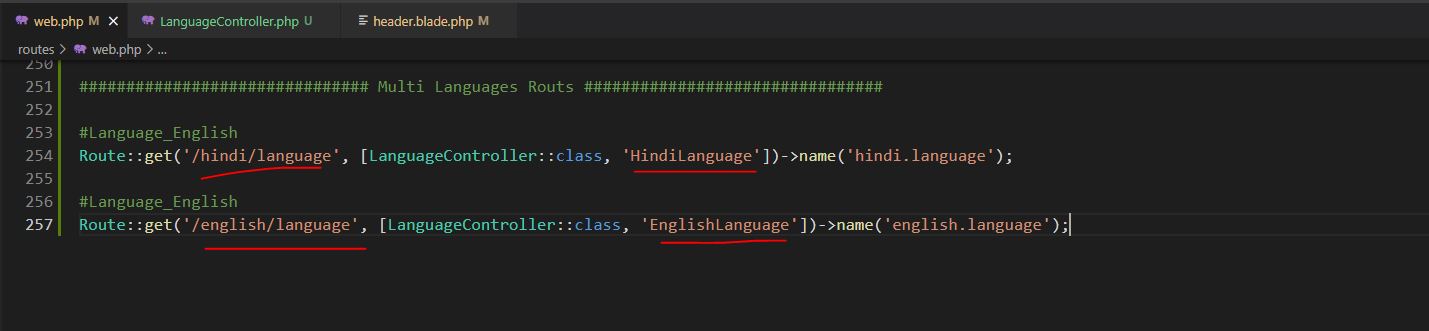 web.php M × LanguageController.php U header.blade.php M
routes > web.php > ...
250
251 ############################### Multi Languages Routs ################################
252
253 #Language_English
254 Route::get('/hindi/language', [LanguageController::class, 'HindiLanguage'])->name('hindi.language');
255
256 #Language_English
257 Route::get('/english/language', [LanguageController::class, 'EnglishLanguage'])->name('english.language');